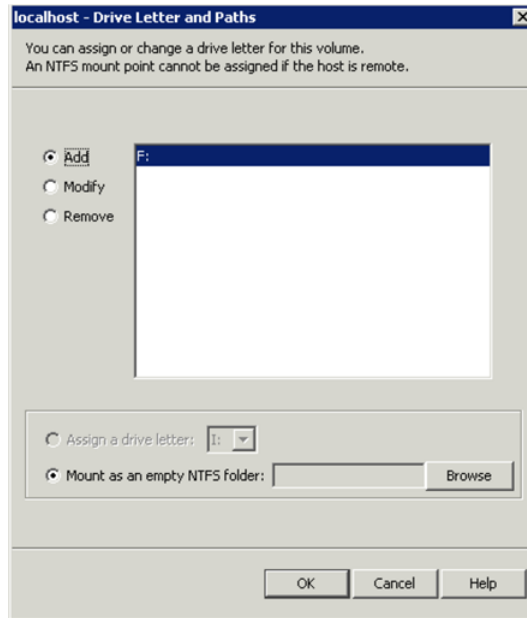 localhost - Drive Letter and Paths
You can assign or change a drive letter for this volume.
An NTFS mount point cannot be assigned if the host is remote.
Add
F:
Modify
Remove
Assign a drive letter:
I:
Mount as an empty NTFS folder:
Browse
OK
Cancel
Help